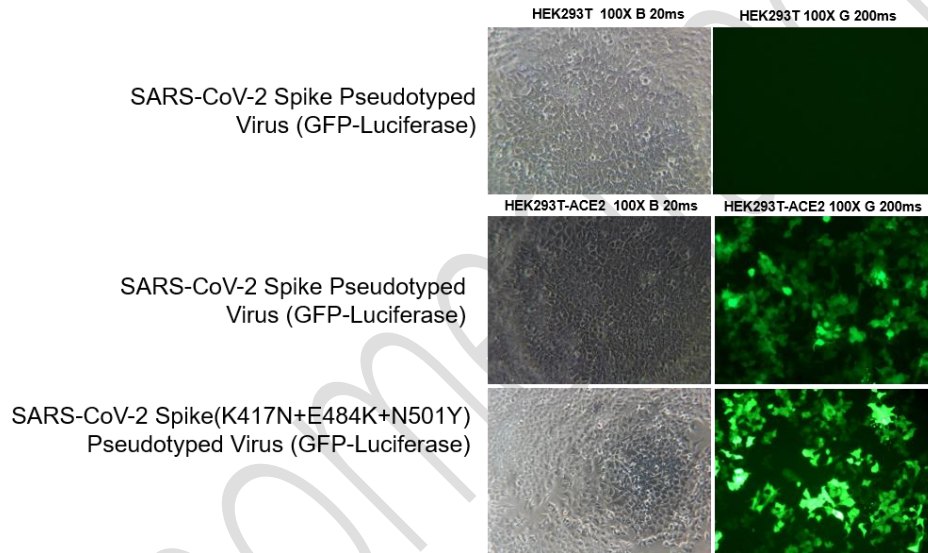 HEK293T 100X B 20ms
HEK293T 100X G 200ms
SARS-CoV-2 Spike Pseudotyped
Virus (GFP-Luciferase)
HEK293T-ACE2 100X B 20ms
HEK293T-ACE2 100X G 200ms
SARS-CoV-2 Spike Pseudotyped
Virus (GFP-Luciferase)
SARS-CoV-2 Spike(K417N+E484K+N501Y)
Pseudotyped Virus (GFP-Luciferase)